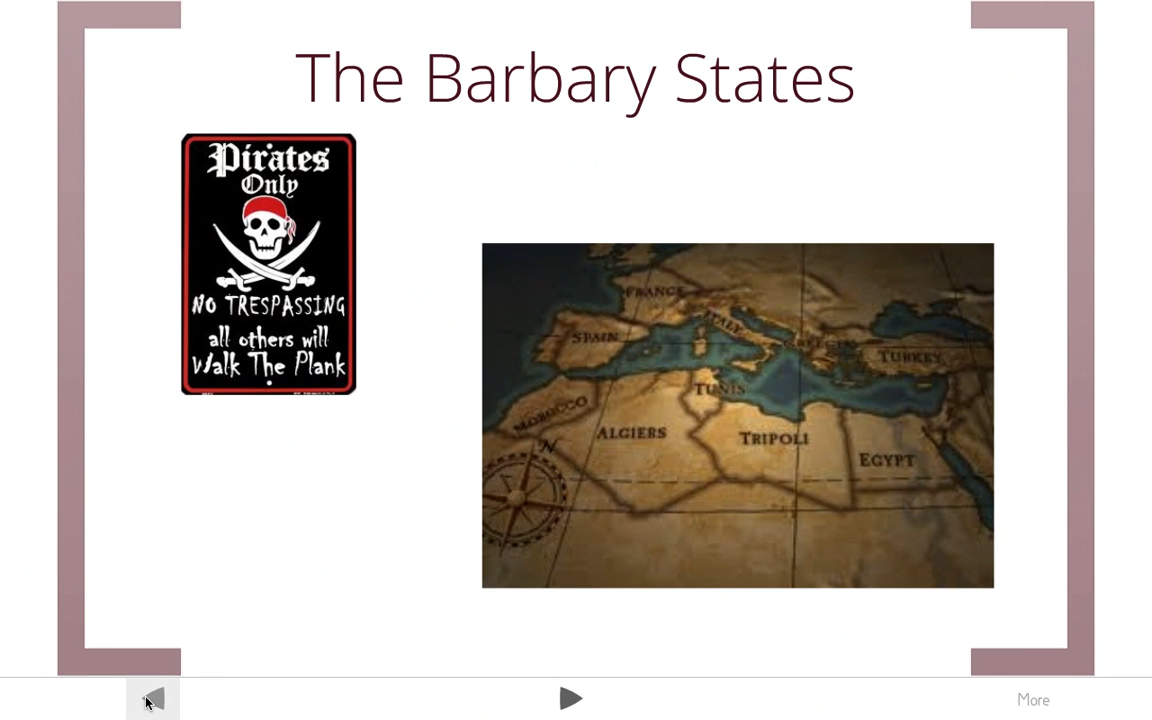 The Barbary States
Pirates
Only
NO TRESPASSING
all others will
Walk The Plank
FRANCE
SPAIN
ITALY
GREECE
TURKEY
TUNIS
MOROCCO
ALGIERS
TRIPOLI
EGYPT
N
More